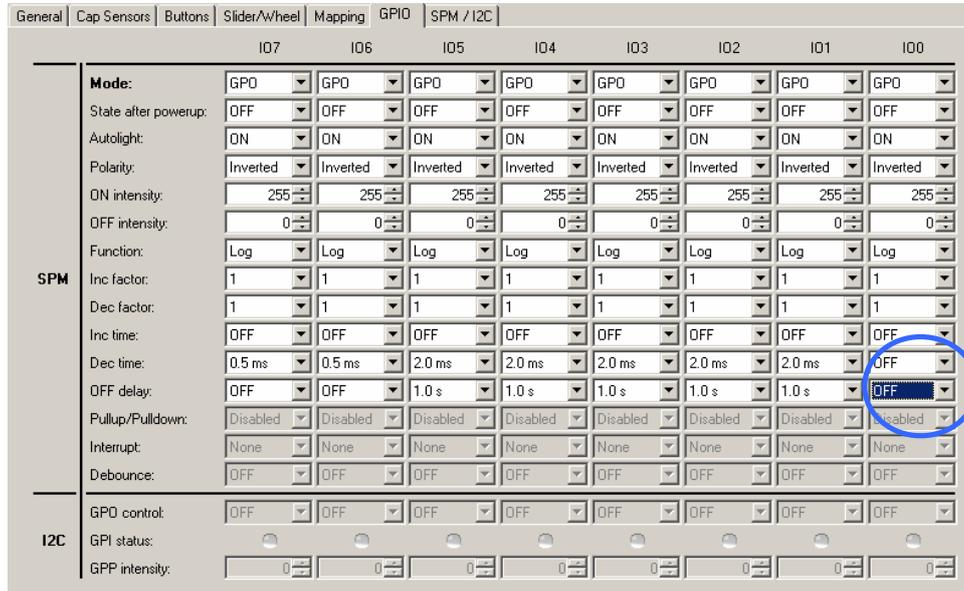 General Cap Sensors Buttons Slider/Wheel Mapping GPIO SPM / I2C
IO7 IO6 IO5 IO4 IO3 IO2 IO1 IO0
Mode: GPO GPO GPO GPO GPO GPO GPO GPO
State after powerup: OFF OFF OFF OFF OFF OFF OFF OFF
Autolight: ON ON ON ON ON ON ON ON
Polarity: Inverted Inverted Inverted Inverted Inverted Inverted Inverted Inverted
ON intensity: 255 255 255 255 255 255 255 255
OFF intensity: 0 0 0 0 0 0 0 0
Function: Log Log Log Log Log Log Log Log
SPM Inc factor: 1 1 1 1 1 1 1 1
Dec factor: 1 1 1 1 1 1 1 1
Inc time: OFF OFF OFF OFF OFF OFF OFF OFF
Dec time: 0.5 ms 0.5 ms 2.0 ms 2.0 ms 2.0 ms 2.0 ms 2.0 ms OFF
OFF delay: OFF OFF 1.0 s 1.0 s 1.0 s 1.0 s 1.0 s OFF
Pullup/Pulldown: Disabled Disabled Disabled Disabled Disabled Disabled Disabled Disabled
Interrupt: None None None None None None None None
Debounce: OFF OFF OFF OFF OFF OFF OFF OFF
GPO control: OFF OFF OFF OFF OFF OFF OFF OFF
I2C GPI status:
GPP intensity: 0 0 0 0 0 0 0 0